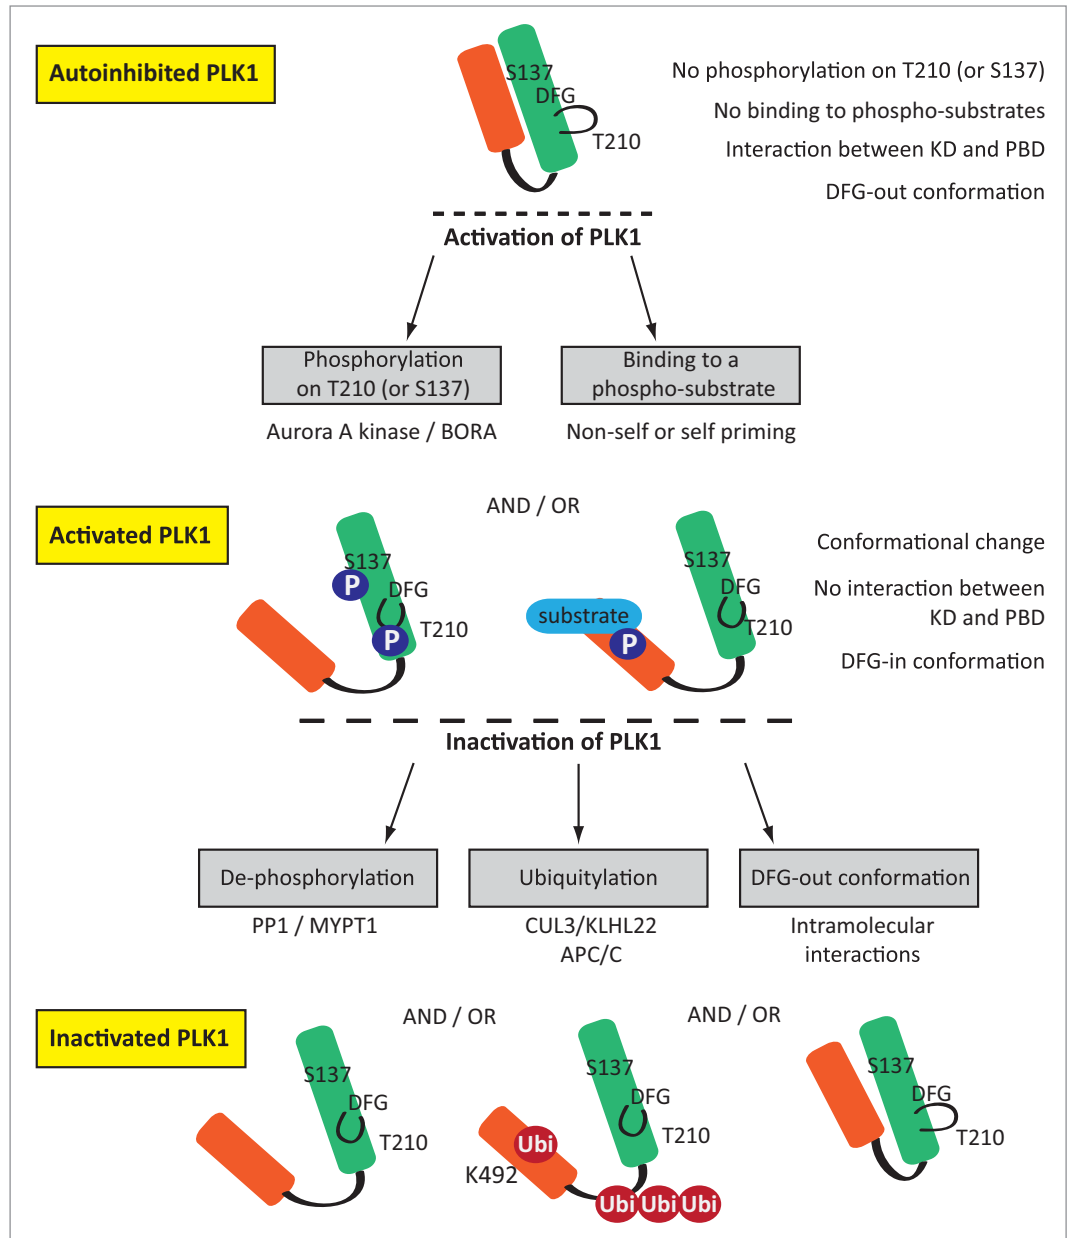 Autoinhibited PLK1
S137
DFG
T210
No phosphorylation on T210 (or S137)
No binding to phospho-substrates
Interaction between KD and PBD
DFG-out conformation
Activation of PLK1
Phosphorylation
on T210 (or S137)
Binding to a
phospho-substrate
Aurora A kinase / BORA
Non-self or self priming
AND / OR
Activated PLK1
S137
P
DFG
T210
P
substrate
P
S137
DFG
T210
Conformational change
No interaction between
KD and PBD
DFG-in conformation
Inactivation of PLK1
De-phosphorylation
Ubiquitylation
DFG-out conformation
PP1 / MYPT1
CUL3/KLHL22
APC/C
Intramolecular
interactions
Inactivated PLK1
AND / OR
AND / OR
S137
DFG
T210
S137
DFG
T210
Ubi
K492
Ubi Ubi Ubi
S137
DFG
T210